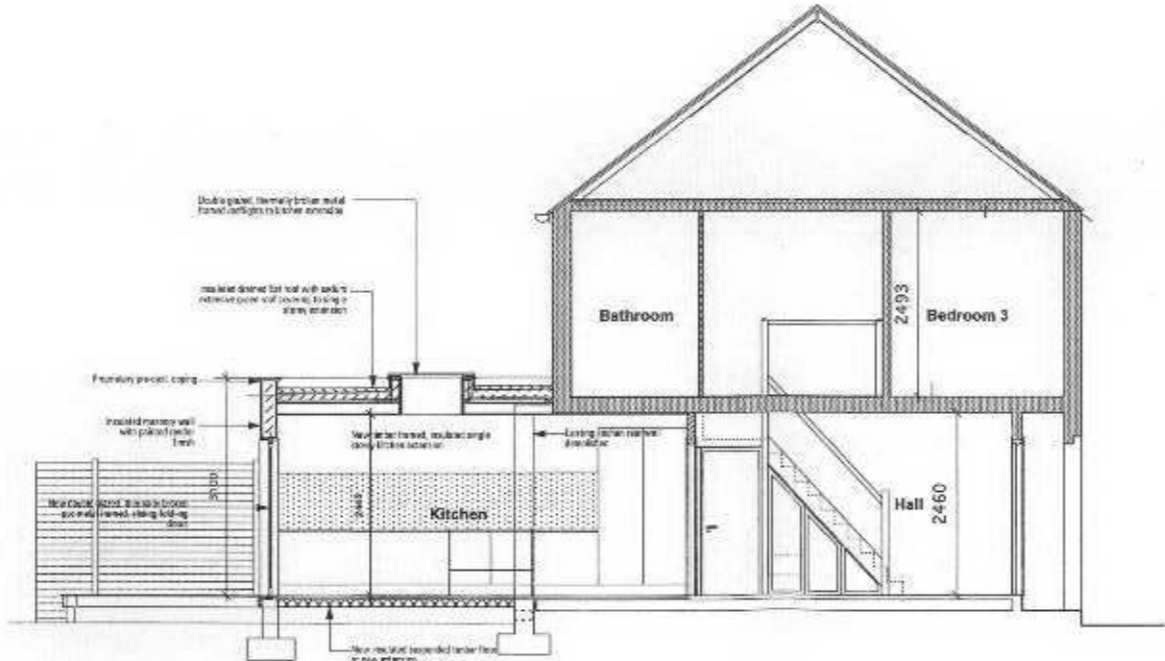 Double glazed, thermally broken metal
framed rooflights to kitchen extension
Insulated drained flat roof with sedum
extensive green roof covering to single
storey extension
Bathroom
2493
Bedroom 3
Proprietary pre-cast coping
Insulated masonry wall
with painted render
finish
New timber framed, insulated single
storey kitchen extension
Existing kitchen rear wall
demolished
3100
New double glazed, thermally broken
metal framed, sliding folding
doors
Kitchen
Hall
2460
New insulated suspended timber floor